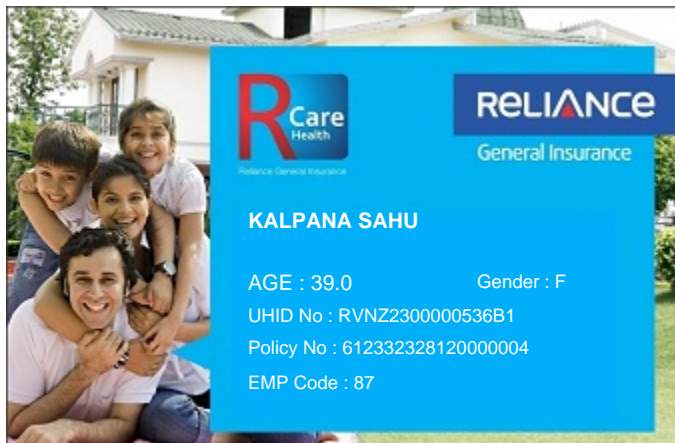 R Care
Health
Reliance General Insurance
RELIANCE
General Insurance
KALPANA SAHU
AGE : 39.0 Gender : F
UHID No : RVNZ2300000536B1
Policy No : 612332328120000004
EMP Code : 87